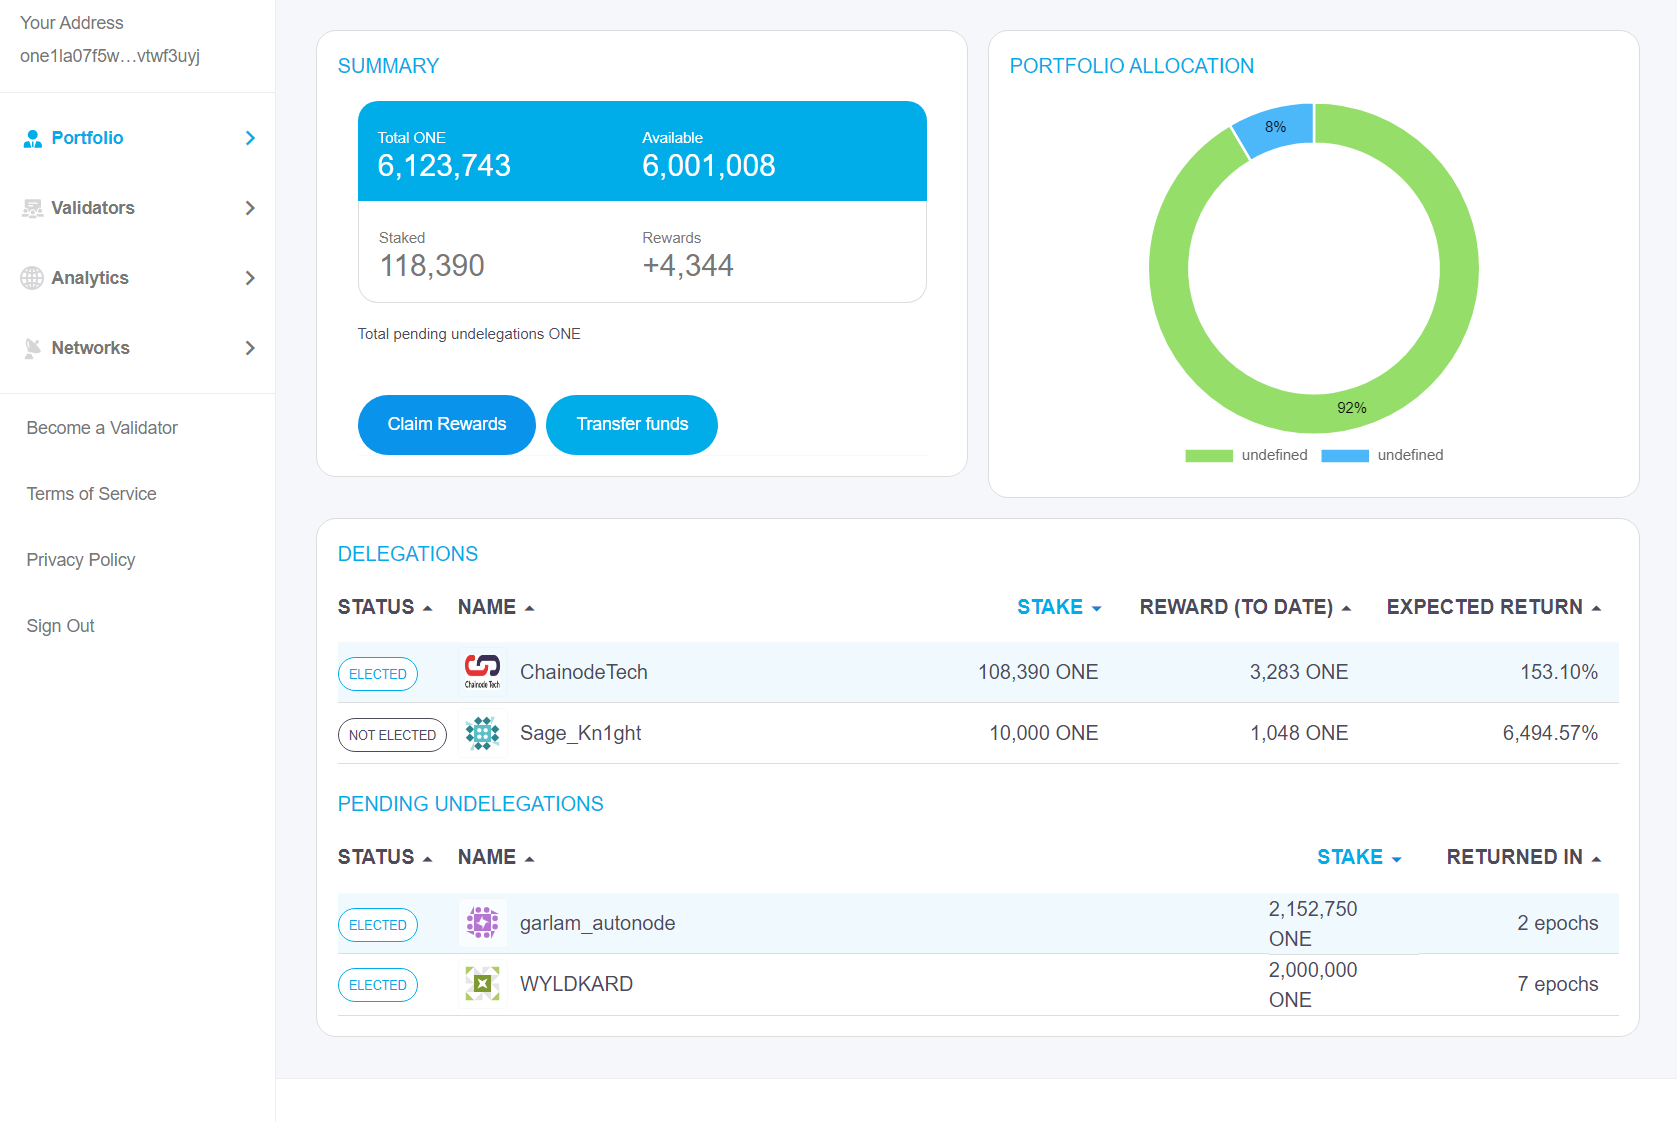 Your Address
one1la07f5w...vtwf3uyj
Portfolio
Validators
Analytics
Networks
Become a Validator
Terms of Service
Privacy Policy
Sign Out
SUMMARY
Total ONE
6,123,743
Available
6,001,008
Staked
118,390
Rewards
+4,344
Total pending undelegations ONE
Claim Rewards
Transfer funds
PORTFOLIO ALLOCATION
8%
92%
undefined
undefined
DELEGATIONS
STATUS NAME STAKE REWARD (TO DATE) EXPECTED RETURN
ELECTED Chainode Tech ChainodeTech 108,390 ONE 3,283 ONE 153.10%
NOT ELECTED Sage_Kn1ght 10,000 ONE 1,048 ONE 6,494.57%
PENDING UNDELEGATIONS
STATUS NAME STAKE RETURNED IN
ELECTED garlam_autonode 2,152,750 ONE 2 epochs
ELECTED WYLDKARD 2,000,000 ONE 7 epochs